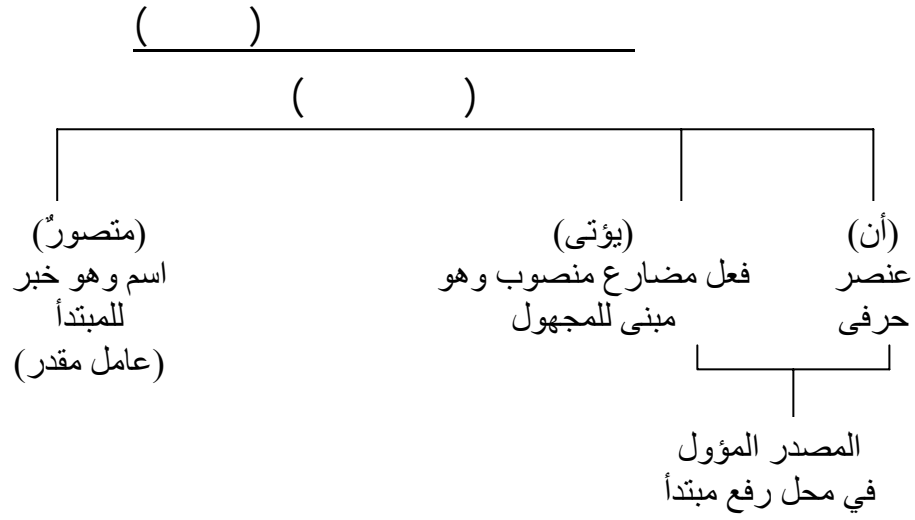 (أن)
عنصر
حرفى
(يؤتى)
فعل مضارع منصوب وهو
مبنى للمجهول
(متصورٌ)
اسم وهو خبر
للمبتدأ
(عامل مقدر)
المصدر المؤول
في محل رفع مبتدأ